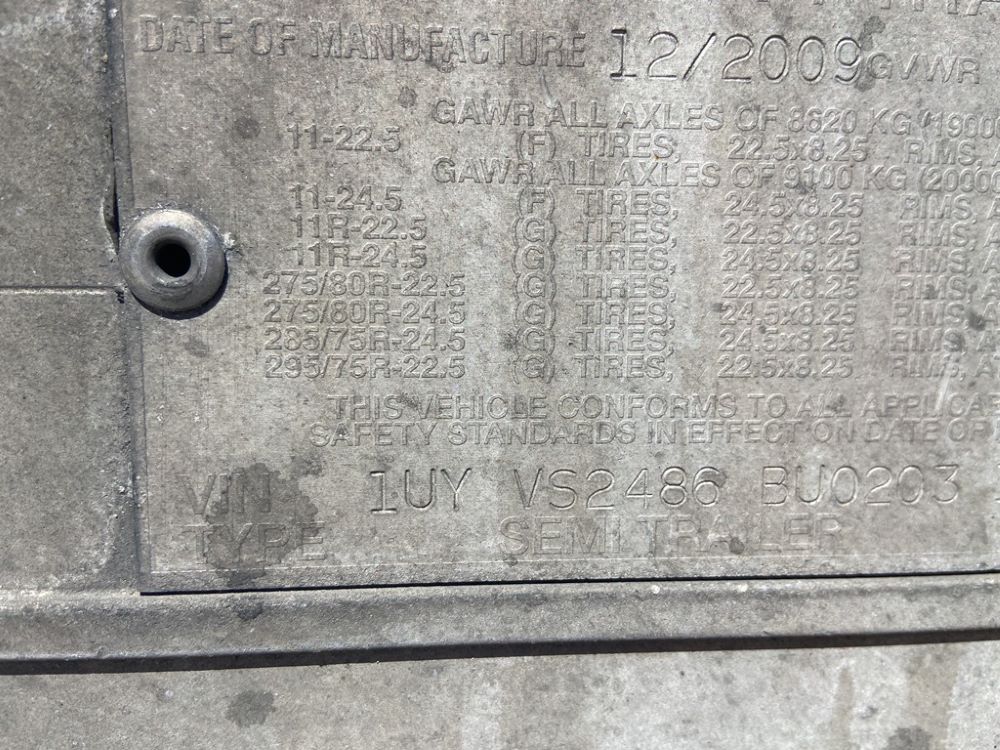 DATE OF MANUFACTURE 12/2009 GVWR
GAWR ALL AXLES OF 8620 KG (1900
11-22.5 (F) TIRES, 22.5x8.25 RIMS, A
GAWR ALL AXLES OF 9100 KG (2000
11-24.5 (F) TIRES, 24.5x8.25 RIMS, A
11R-22.5 (G) TIRES, 22.5x8.25 RIMS, A
11R-24.5 (G) TIRES, 24.5x8.25 RIMS, A
275/80R-22.5 (G) TIRES, 22.5x8.25 RIMS, A
275/80R-24.5 (G) TIRES, 24.5x8.25 RIMS, A
285/75R-24.5 (G) TIRES, 24.5x8.25 RIMS, A
295/75R-22.5 (G) TIRES, 22.5x8.25 RIMS, A
THIS VEHICLE CONFORMS TO ALL APPLICAB
SAFETY STANDARDS IN EFFECT ON DATE OF
VIN 1UY VS2486 BU0203
TYPE SEMI TRAILER